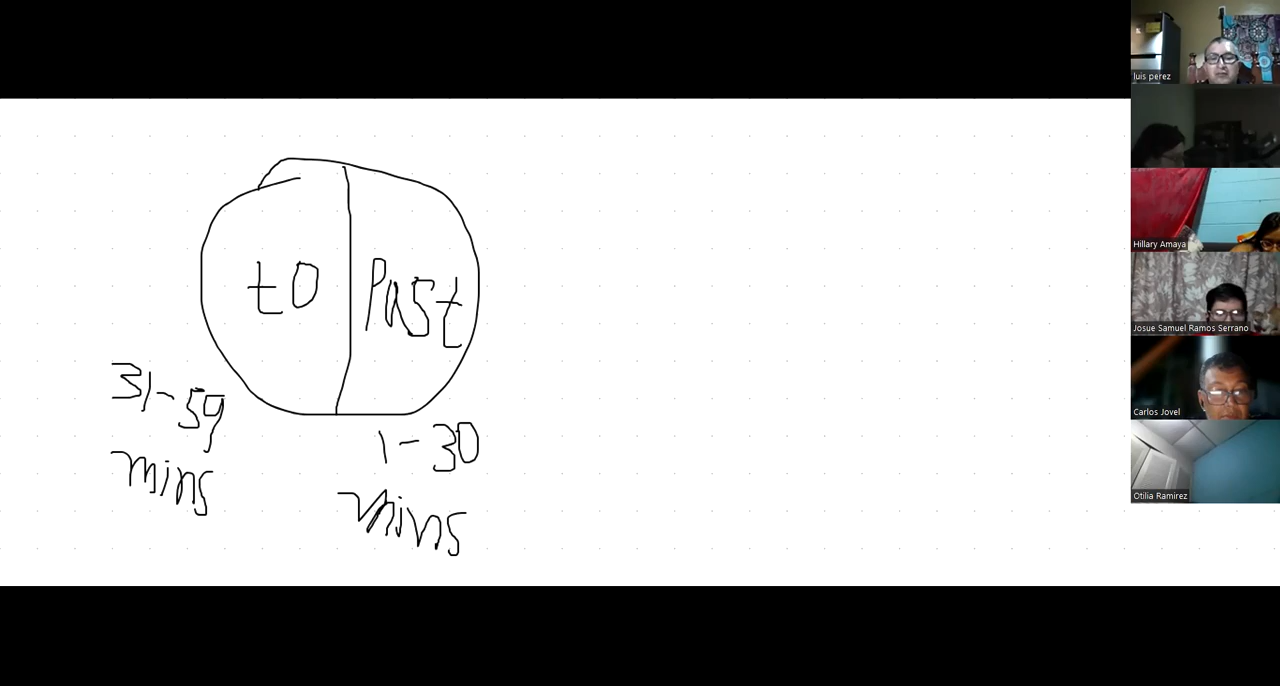 to Past
31-59
mins
1-30
mins
luis perez
Hillary Amaya
Josue Samuel Ramos Serrano
Carlos Jovel
Otilia Ramirez